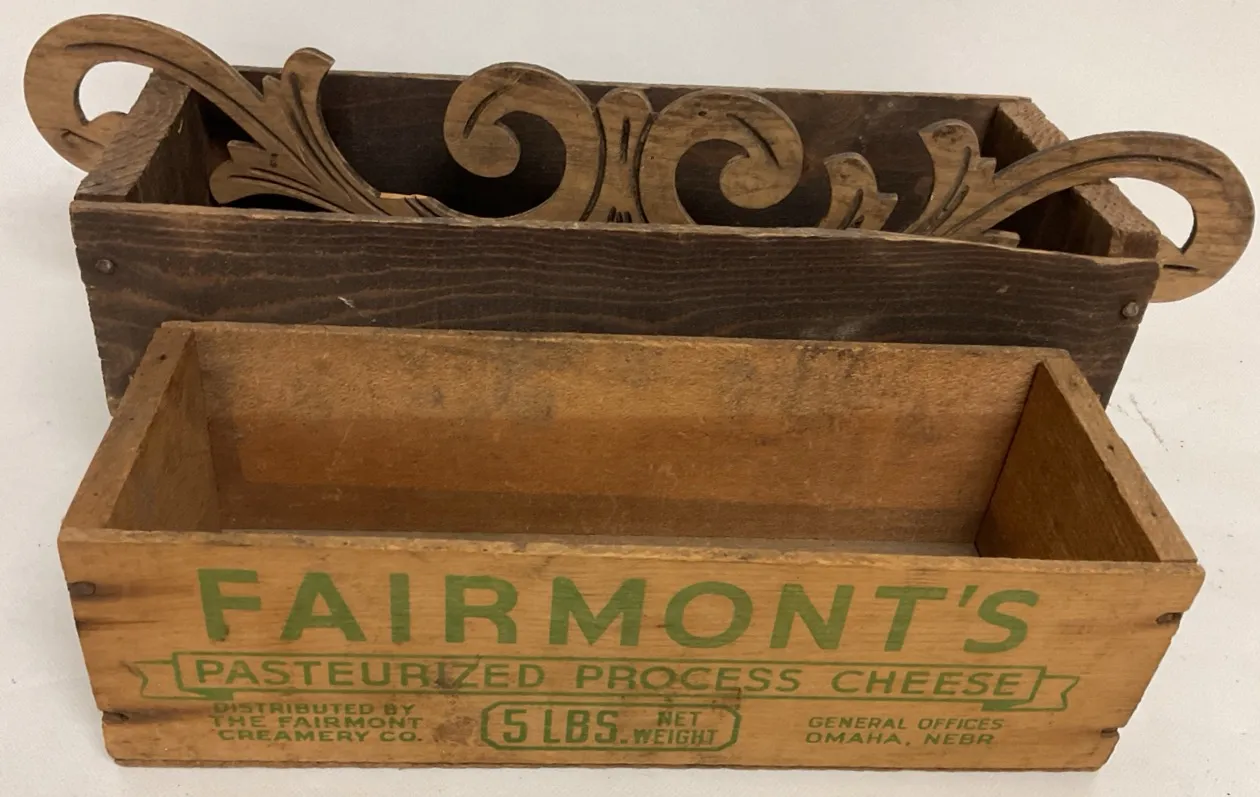 FAIRMONT'S
PASTEURIZED PROCESS CHEESE
DISTRIBUTED BY
THE FAIRMONT
CREAMERY CO.
5 LBS. NET WEIGHT
GENERAL OFFICES
OMAHA, NEBR.